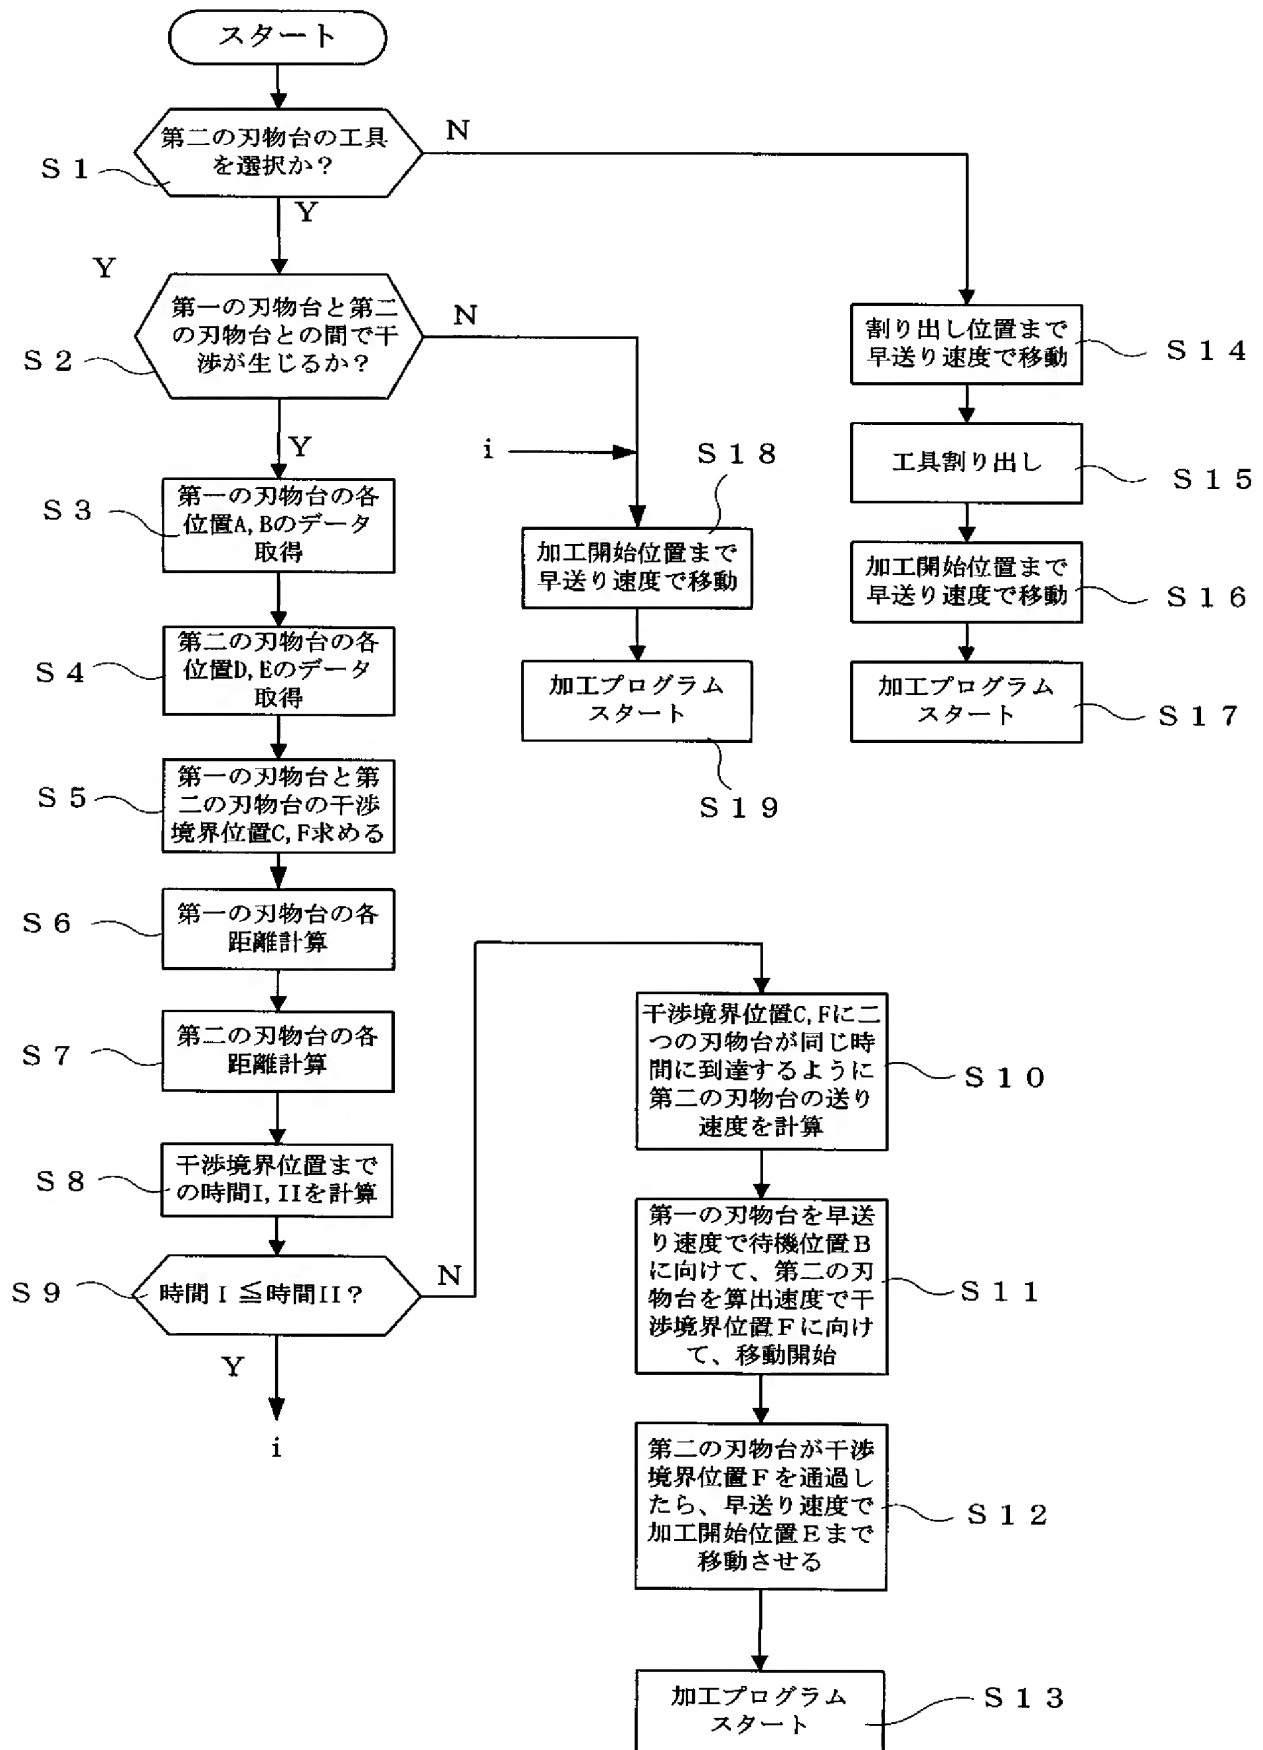 スタート
第二の刃物台の工具
を選択か?
N
S1
Y
Y
第一の刃物台と第二
の刃物台との間で干
渉が生じるか?
N
S2
Y
割り出し位置まで
早送り速度で移動
S14
工具割り出し
S15
加工開始位置まで
早送り速度で移動
S16
加工プログラム
スタート
S17
i
S18
加工開始位置まで
早送り速度で移動
加工プログラム
スタート
S19
S3
第一の刃物台の各
位置A,Bのデータ
取得
S4
第二の刃物台の各
位置D,Eのデータ
取得
S5
第一の刃物台と第
二の刃物台の干渉
境界位置C,F求める
S6
第一の刃物台の各
距離計算
S7
第二の刃物台の各
距離計算
S8
干渉境界位置まで
の時間I,IIを計算
S9
時間I≦時間II?
N
Y
i
干渉境界位置C,Fに二
つの刃物台が同じ時
間に到達するように
第二の刃物台の送り
速度を計算
S10
第一の刃物台を早送
り速度で待機位置B
に向けて、第二の刃
物台を算出速度で干
渉境界位置Fに向け
て、移動開始
S11
第二の刃物台が干渉
境界位置Fを通過し
たら、早送り速度で
加工開始位置Eまで
移動させる
S12
加工プログラム
スタート
S13